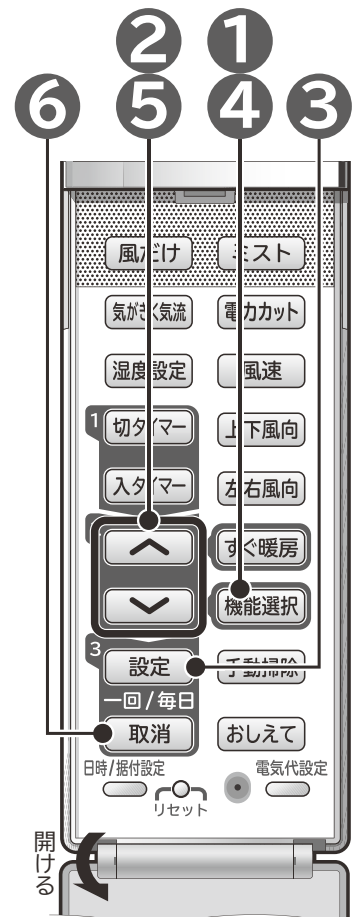 2 1
6 5 4 3
風だけ ミスト
気がきく気流 電力カット
湿度設定 風速
1 切タイマー 上下風向
入タイマー 左右風向
すぐ暖房
機能選択
3 設定 手動掃除
一回/毎日
取消 おしえて
日時/据付設定 電気代設定
リセット
開ける